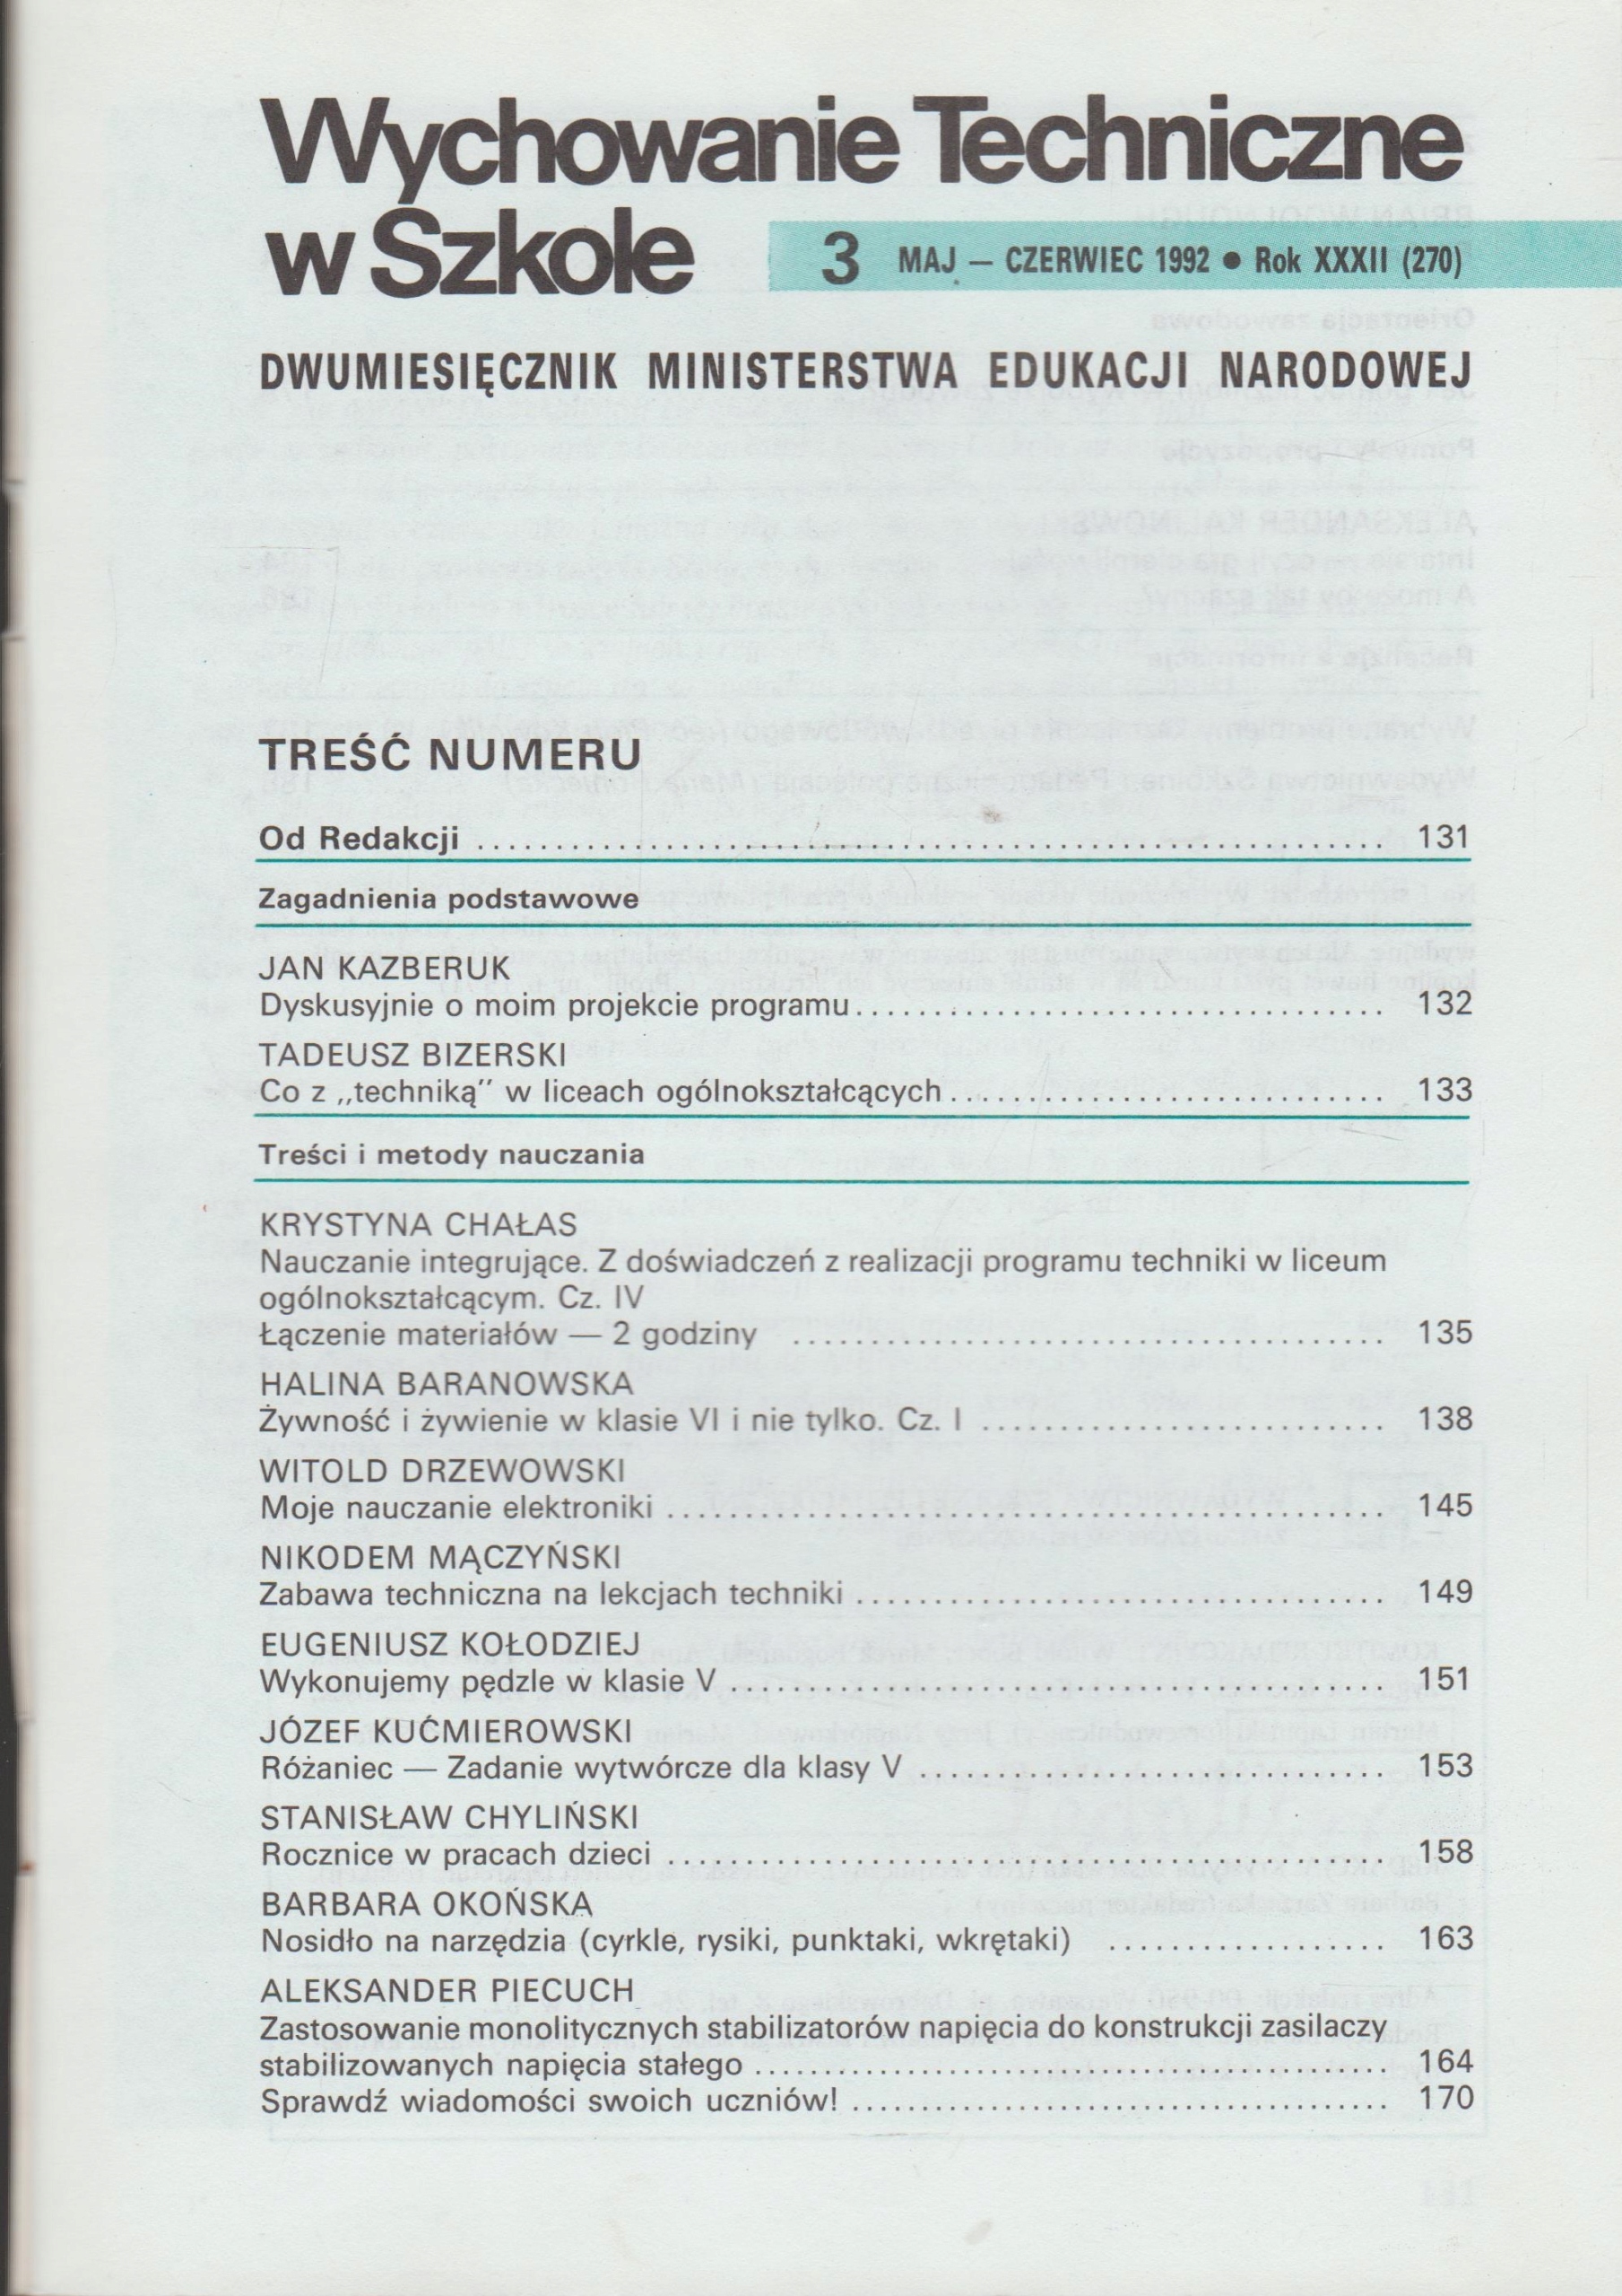 Wychowanie Techniczne
w Szkole
3 MAJ — CZERWIEC 1992 ● Rok XXXII (270)
DWUMIESIĘCZNIK MINISTERSTWA EDUKACJI NARODOWEJ
TREŚĆ NUMERU
Od Redakcji 131
Zagadnienia podstawowe
JAN KAZBERUK
Dyskusyjnie o moim projekcie programu 132
TADEUSZ BIZERSKI
Co z „techniką” w liceach ogólnokształcących 133
Treści i metody nauczania
KRYSTYNA CHAŁAS
Nauczanie integrujące. Z doświadczeń z realizacji programu techniki w liceum
ogólnokształcącym. Cz. IV
Łączenie materiałów — 2 godziny 135
HALINA BARANOWSKA
Żywność i żywienie w klasie VI i nie tylko. Cz. I 138
WITOLD DRZEWOWSKI
Moje nauczanie elektroniki 145
NIKODEM MĄCZYŃSKI
Zabawa techniczna na lekcjach techniki 149
EUGENIUSZ KOŁODZIEJ
Wykonujemy pędzle w klasie V 151
JÓZEF KUĆMIEROWSKI
Różaniec — Zadanie wytwórcze dla klasy V 153
STANISŁAW CHYLIŃSKI
Rocznice w pracach dzieci 158
BARBARA OKOŃSKA
Nosidło na narzędzia (cyrkle, rysiki, punktaki, wkrętaki) 163
ALEKSANDER PIECUCH
Zastosowanie monolitycznych stabilizatorów napięcia do konstrukcji zasilaczy
stabilizowanych napięcia stałego 164
Sprawdź wiadomości swoich uczniów! 170